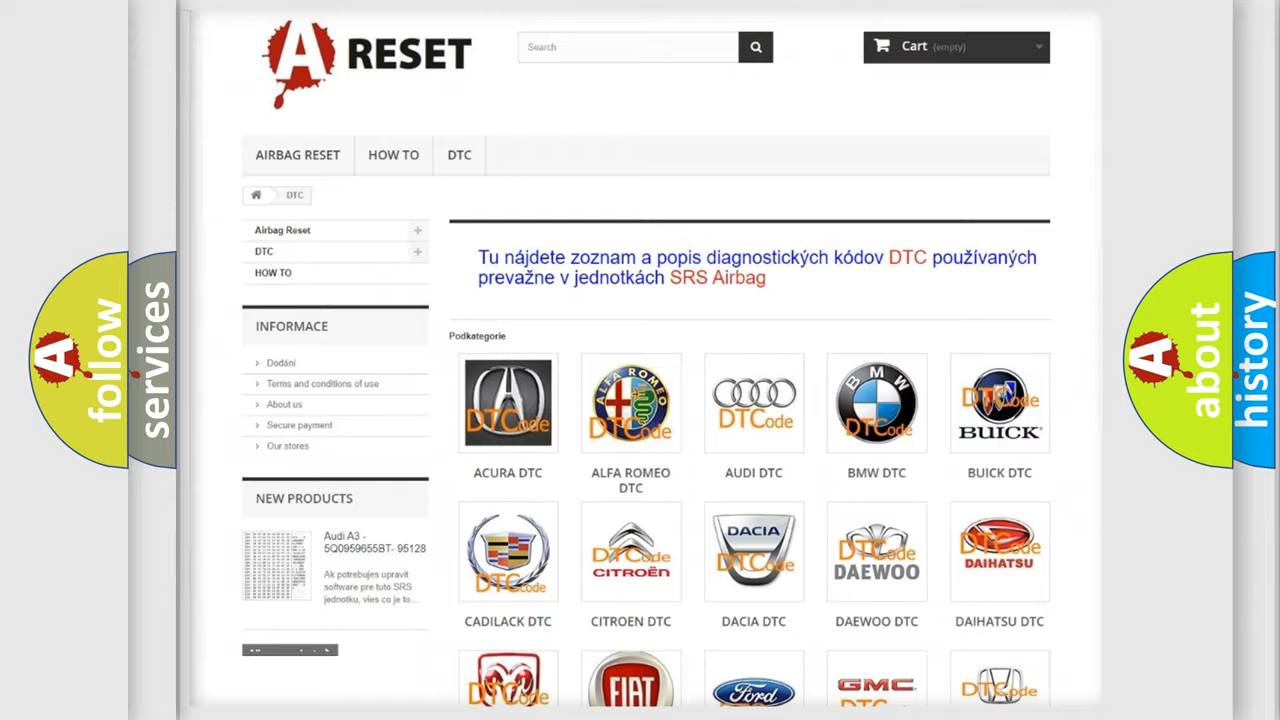 A RESET
Search
Cart (empty)
AIRBAG RESET
HOW TO
DTC
DTC
Airbag Reset
DTC
HOW TO
Tu nájdete zoznam a popis diagnostických kódov DTC používaných
prevažne v jednotkách SRS Airbag
INFORMACE
Dodání
Terms and conditions of use
About us
Secure payment
Our stores
NEW PRODUCTS
Audi A3 -
5Q0959655BT- 95128
Ak potrebujes upravit
software pre tuto SRS
jednotku, vies co je to...
Podkategorie
DTCode
ALFA ROMEO
DTCode
DTCode
BMW
DTCode
DTCode
BUICK
ACURA DTC
ALFA ROMEO
DTC
AUDI DTC
BMW DTC
BUICK DTC
DTCode
DTCode
CITROËN
DACIA
DTCode
DTCode
DAEWOO
DTCode
DAIHATSU
CADILACK DTC
CITROEN DTC
DACIA DTC
DAEWOO DTC
DAIHATSU DTC
DTCode
FIAT
Ford
GMC
DTCode
A follow
services
A about
history